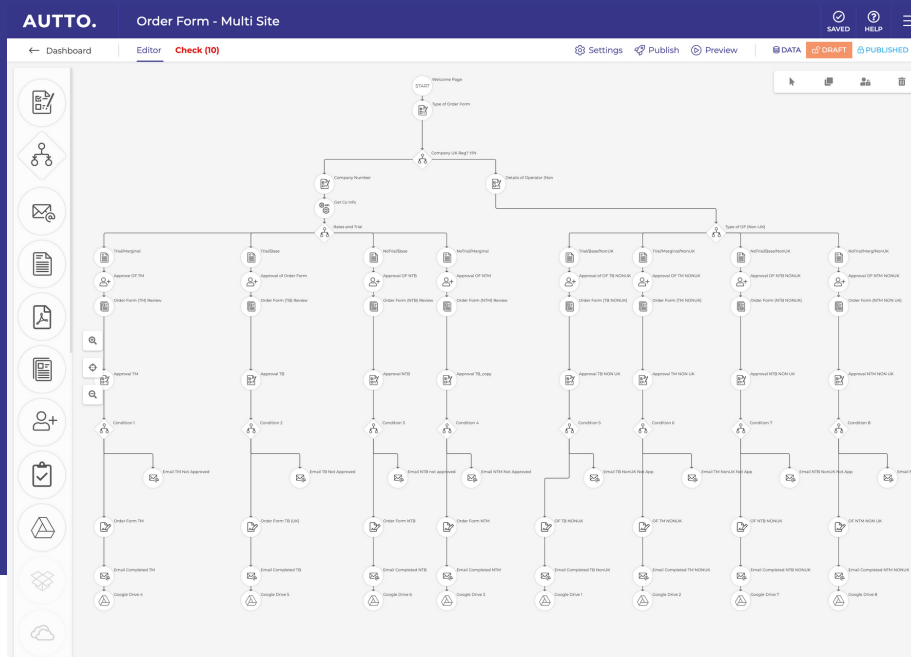 AUTTO.
Order Form - Multi Site
SAVED
HELP
← Dashboard
Editor
Check (10)
Settings
Publish
Preview
DATA
DRAFT
PUBLISHED
START
Welcome Page
Type of Order Form
Company UK Reg? Y/N
Company Number
Details of Operator (Non
Get Co Info
Rates and Trial
Type of OF (Non UK)
Trial/Marginal
Trial/Base
NoTrial/Base
NoTrial/Marginal
Trial/Base/NonUK
Trial/Marginal/NonUK
NoTrial/Base/NonUK
NoTrial/Marg/NonUK
Approve OF TM
Approval of Order Form
Approval OF NTB
Approval OF NTM
Approval of OF TB NONUK
Approval OF TM NONUK
Approval OF NTB NONUK
Approval OF NTM NONUK
Order Form (TM) Review
Order Form (TB) Review
Order Form (NTB) Review
Order Form (NTM) Review
Order Form (TB NONUK)
Order Form (TM NONUK)
Order Form (NTB NONUK)
Order Form (NTM NON UK)
Approval TM
Approval TB
Approval NTB
Approval TB_copy
Approval TB NON UK
Approval TM NON UK
Approval NTB NON UK
Approval NTM NON UK
Condition 1
Condition 2
Condition 3
Condition 4
Condition 5
Condition 6
Condition 7
Condition 8
Email TM Not Approved
Email TB Not Approved
Email NTB not approved
Email NTM Not Approved
Email TB NonUK Not App
Email TM NonUK Not App
Email NTB NonUK Not App
Order Form TM
Order Form TB (UK)
Order Form NTB
Order Form NTM
OF TB NONUK
OF TM NONUK
OF NTB NONUK
OF NTM NON UK
Email Completed TM
Email Completed TB
Email Completed NTB
Email Completed NTM
Email Completed TB NonUK
Email Completed TM NONUK
Email Completed NTB NONUK
Email Completed NTM NONUK
Google Drive 4
Google Drive 5
Google Drive 6
Google Drive 3
Google Drive 1
Google Drive 2
Google Drive 7
Google Drive 8